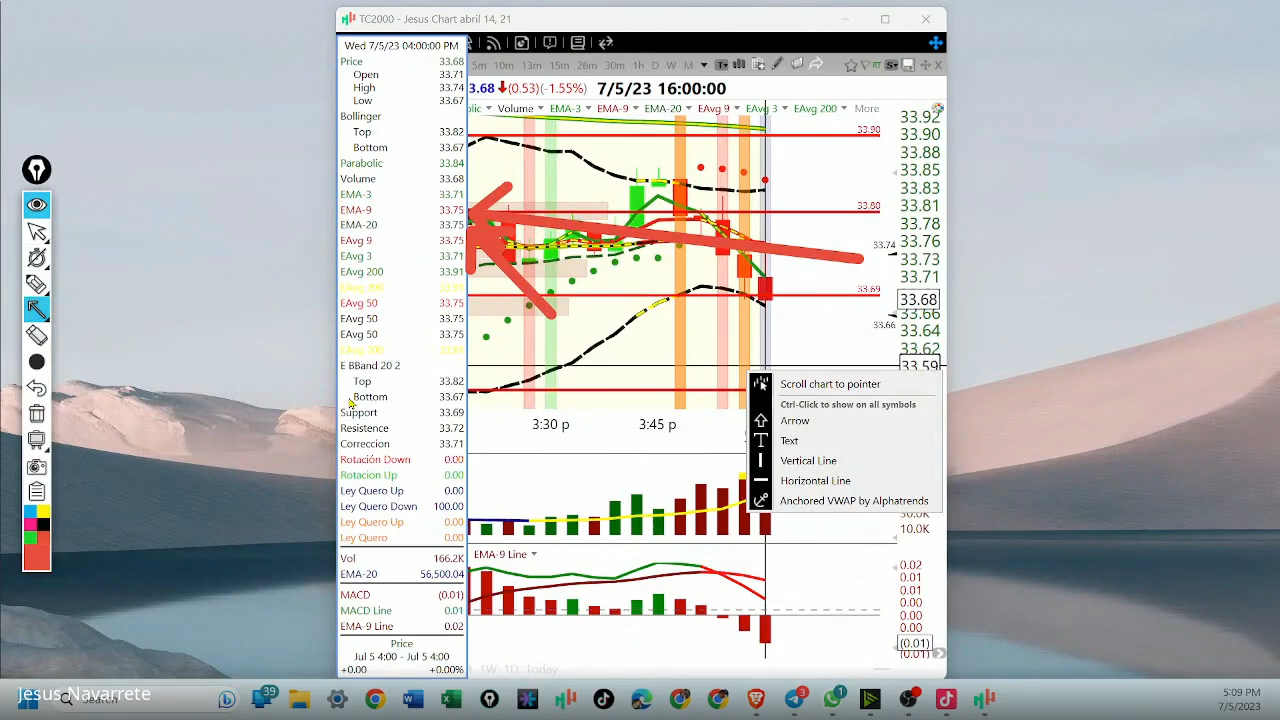 TC2000 - Jesus Chart abril 14, 21
Wed 7/5/23 04:00:00 PM
Price 33.68
Open 33.71
High 33.74
Low 33.67
Bollinger
Top 33.82
Bottom 33.67
Parabolic 33.84
Volume 33.68
EMA-3 33.71
EMA-9 33.75
EMA-20 33.75
EAvg 9 33.75
EAvg 3 33.71
EAvg 200 33.91
EAvg 50 33.75
EAvg 50 33.75
EAvg 50 33.75
E BBand 20 2
Top 33.82
Bottom 33.67
Support 33.69
Resistence 33.72
Correccion 33.71
Rotación Down 0.00
Rotacion Up 0.00
Ley Quero Up 0.00
Ley Quero Down 100.00
Ley Quero Up 0.00
Ley Quero 0.00
Vol 166.2K
EMA-20 56,500.04
MACD (0.01)
MACD Line 0.01
EMA-9 Line 0.02
Price
Jul 5 4:00 - Jul 5 4:00
+0.00 +0.00%
5m 10m 13m 15m 26m 30m 1h D W M
3.68 (0.53)(-1.55%) 7/5/23 16:00:00
olic Volume EMA-3 EMA-9 EMA-20 EAvg 9 EAvg 3 EAvg 200 More
33.92
33.90
33.88
33.85
33.83
33.81
33.78
33.76
33.73
33.71
33.68
33.66
33.64
33.62
33.59
33.90
33.80
33.74
33.69
33.66
3:30 p 3:45 p
Scroll chart to pointer
Ctrl-Click to show on all symbols
Arrow
Text
Vertical Line
Horizontal Line
Anchored VWAP by Alphatrends
10.0K
EMA-9 Line
0.02
0.01
0.01
0.00
0.00
0.00
(0.01)
1W 1D Today
Jesus Navarrete
39
3
1
5:09 PM
7/5/2023